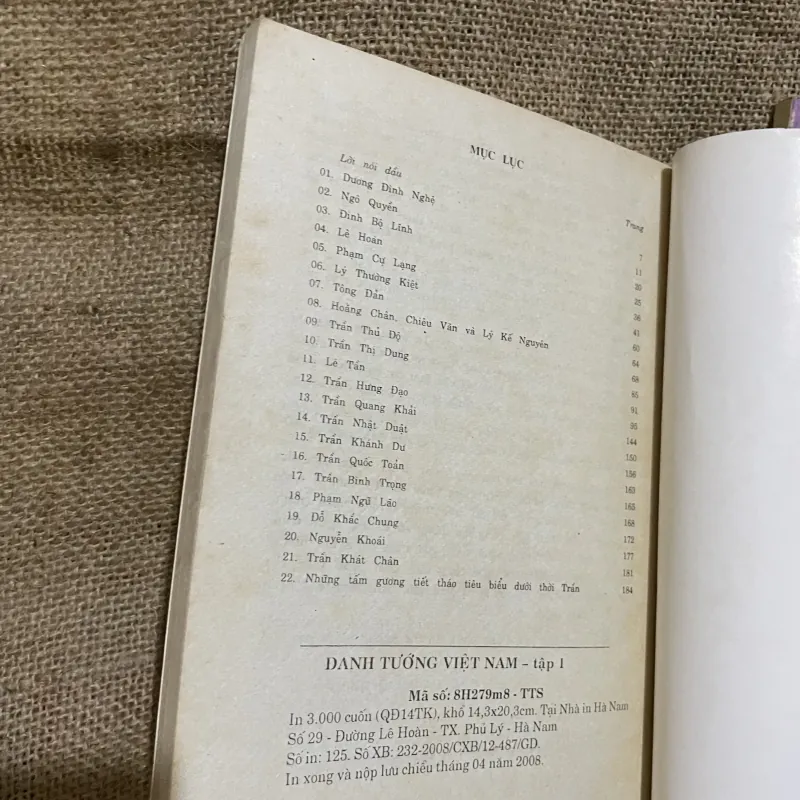 MỤC LỤC
Trang
Lời nói đầu
01. Dương Đình Nghệ 7
02. Ngô Quyền 11
03. Đinh Bộ Lĩnh 20
04. Lê Hoàn 25
05. Phạm Cự Lạng 36
06. Lý Thường Kiệt 41
07. Tông Đản 60
08. Hoàng Chân, Chiêu Văn và Lý Kế Nguyên 64
09. Trần Thủ Độ 68
10. Trần Thị Dung 85
11. Lê Tần 91
12. Trần Hưng Đạo 95
13. Trần Quang Khải 144
14. Trần Nhật Duật 150
15. Trần Khánh Dư 156
16. Trần Quốc Toản 163
17. Trần Bình Trọng 165
18. Phạm Ngũ Lão 168
19. Đỗ Khắc Chung 172
20. Nguyễn Khoái 177
21. Trần Khát Chân 181
22. Những tấm gương tiết tháo tiêu biểu dưới thời Trần 184
DANH TƯỚNG VIỆT NAM – tập 1
Mã số: 8H279m8 - TTS
In 3.000 cuốn (QĐ14TK), khổ 14,3x20,3cm. Tại Nhà in Hà Nam
Số 29 - Đường Lê Hoàn - TX. Phủ Lý - Hà Nam
Số in: 125. Số XB: 232-2008/CXB/12-487/GD.
In xong và nộp lưu chiểu tháng 04 năm 2008.